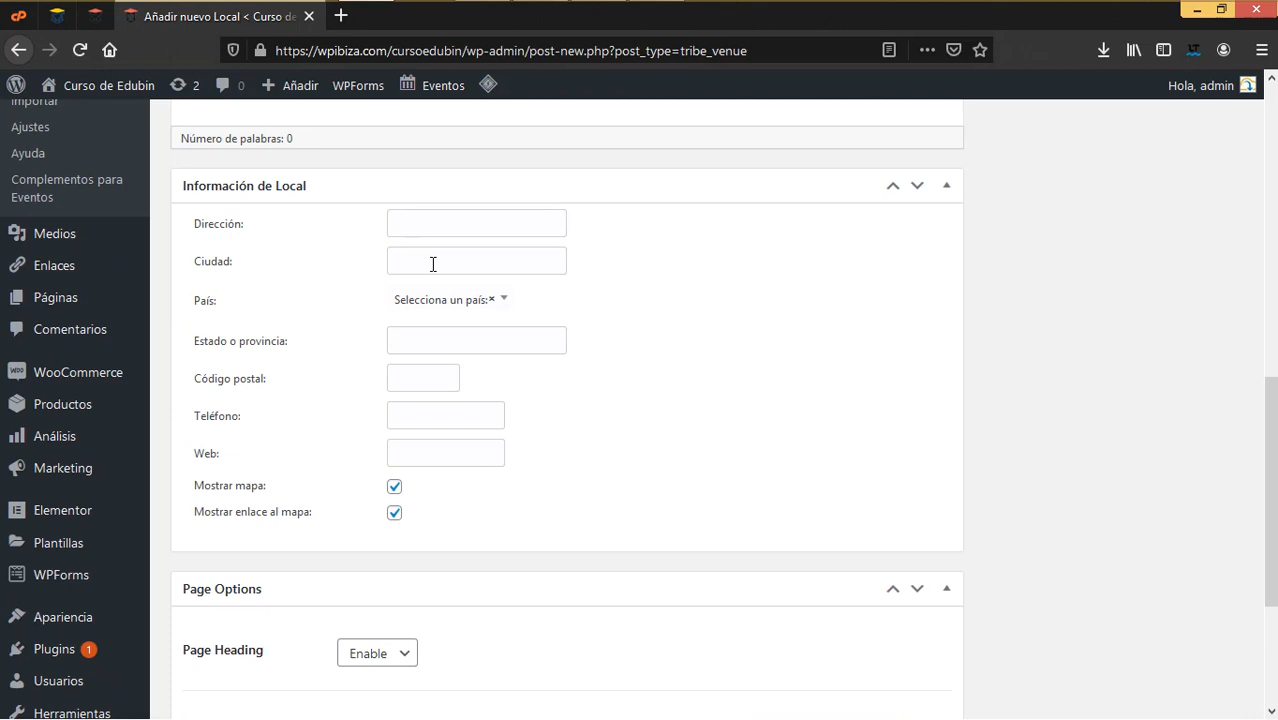 cP
Añadir nuevo Local < Curso de
https://wpibiza.com/cursoedubin/wp-admin/post-new.php?post_type=tribe_venue
Curso de Edubin 2 0 Añadir WPForms Eventos Hola, admin
Importar
Ajustes
Ayuda
Complementos para
Eventos
Medios
Enlaces
Páginas
Comentarios
WooCommerce
Productos
Análisis
Marketing
Elementor
Plantillas
WPForms
Apariencia
Plugins 1
Usuarios
Herramientas
Número de palabras: 0
Información de Local
Dirección:
Ciudad:
País: Selecciona un país:×
Estado o provincia:
Código postal:
Teléfono:
Web:
Mostrar mapa:
Mostrar enlace al mapa:
Page Options
Page Heading Enable